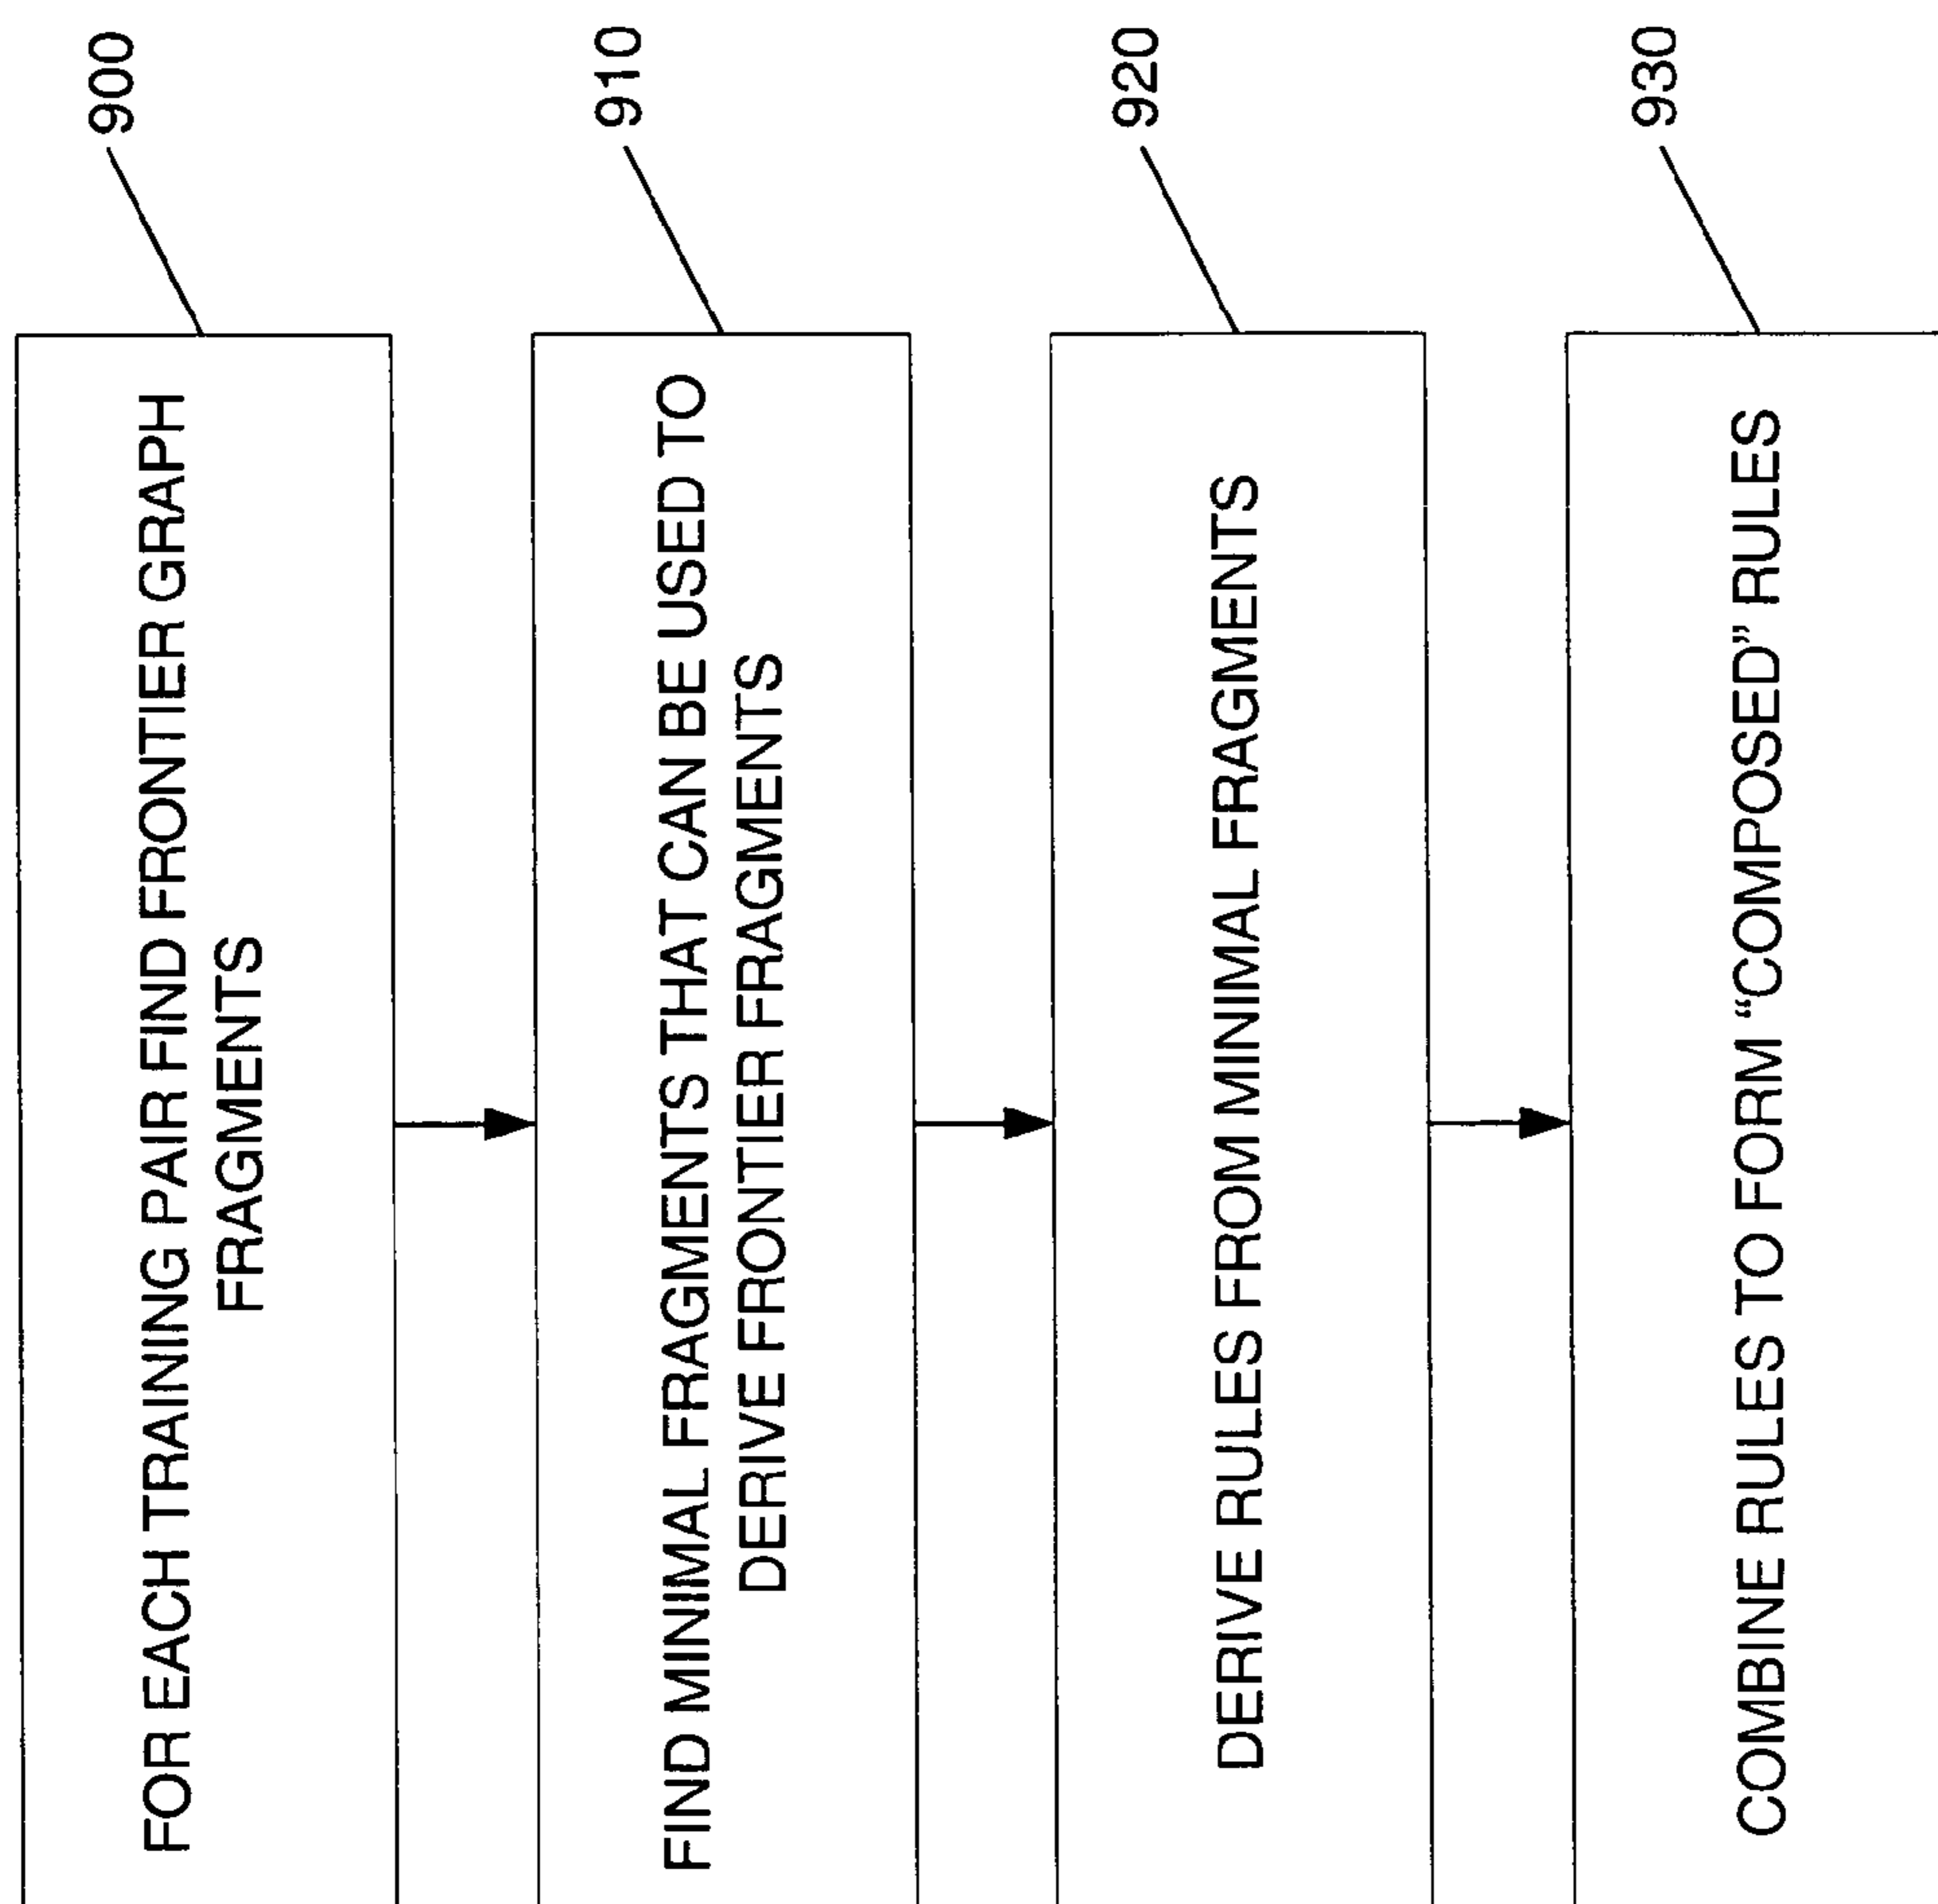 FOR EACH TRAINING PAIR FIND FRONTIER GRAPH
FRAGMENTS
900
FIND MINIMAL FRAGMENTS THAT CAN BE USED TO
DERIVE FRONTIER FRAGMENTS
910
DERIVE RULES FROM MINIMAL FRAGMENTS
920
COMBINE RULES TO FORM “COMPOSED” RULES
930